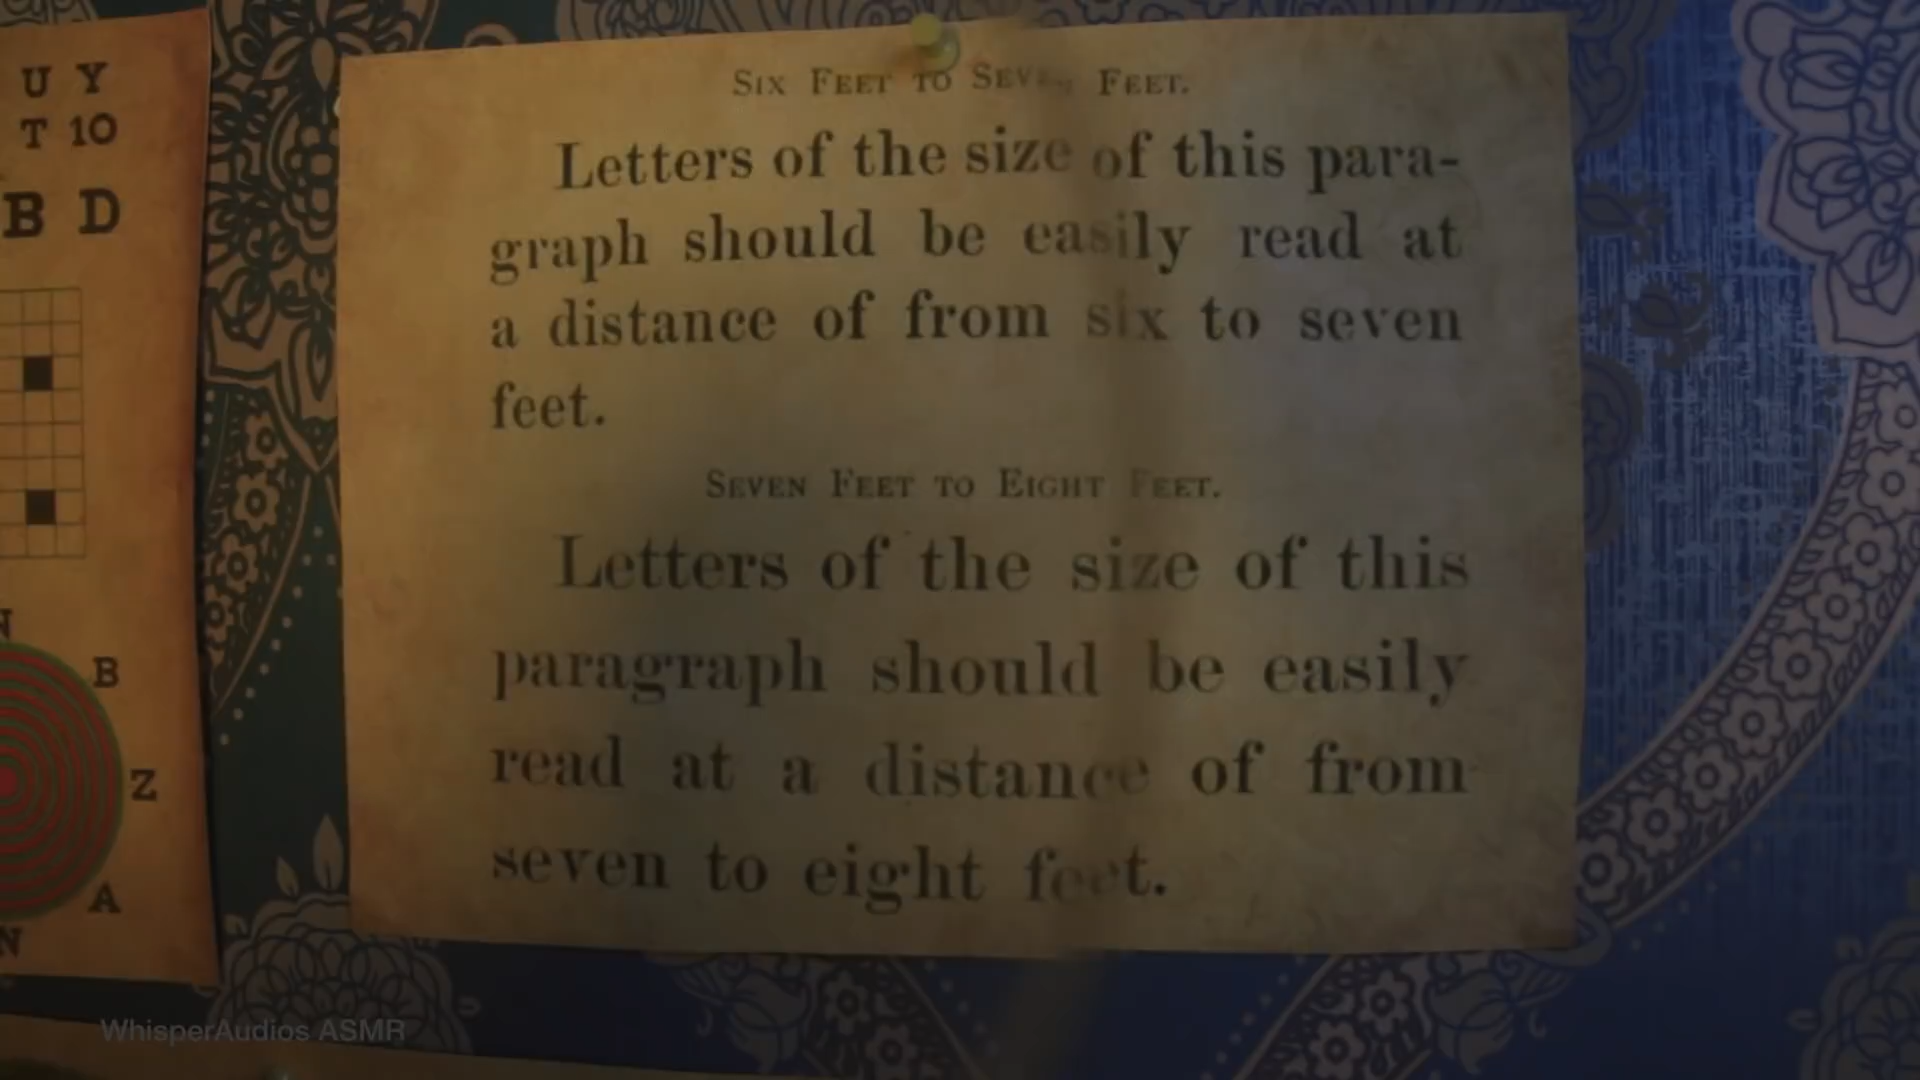 U Y
T 10
B D
B
Z
A
N
SIX FEET TO SEVEN FEET.
Letters of the size of this para-
graph should be easily read at
a distance of from six to seven
feet.
SEVEN FEET TO EIGHT FEET.
Letters of the size of this
paragraph should be easily
read at a distance of from
seven to eight feet.
WhisperAudios ASMR